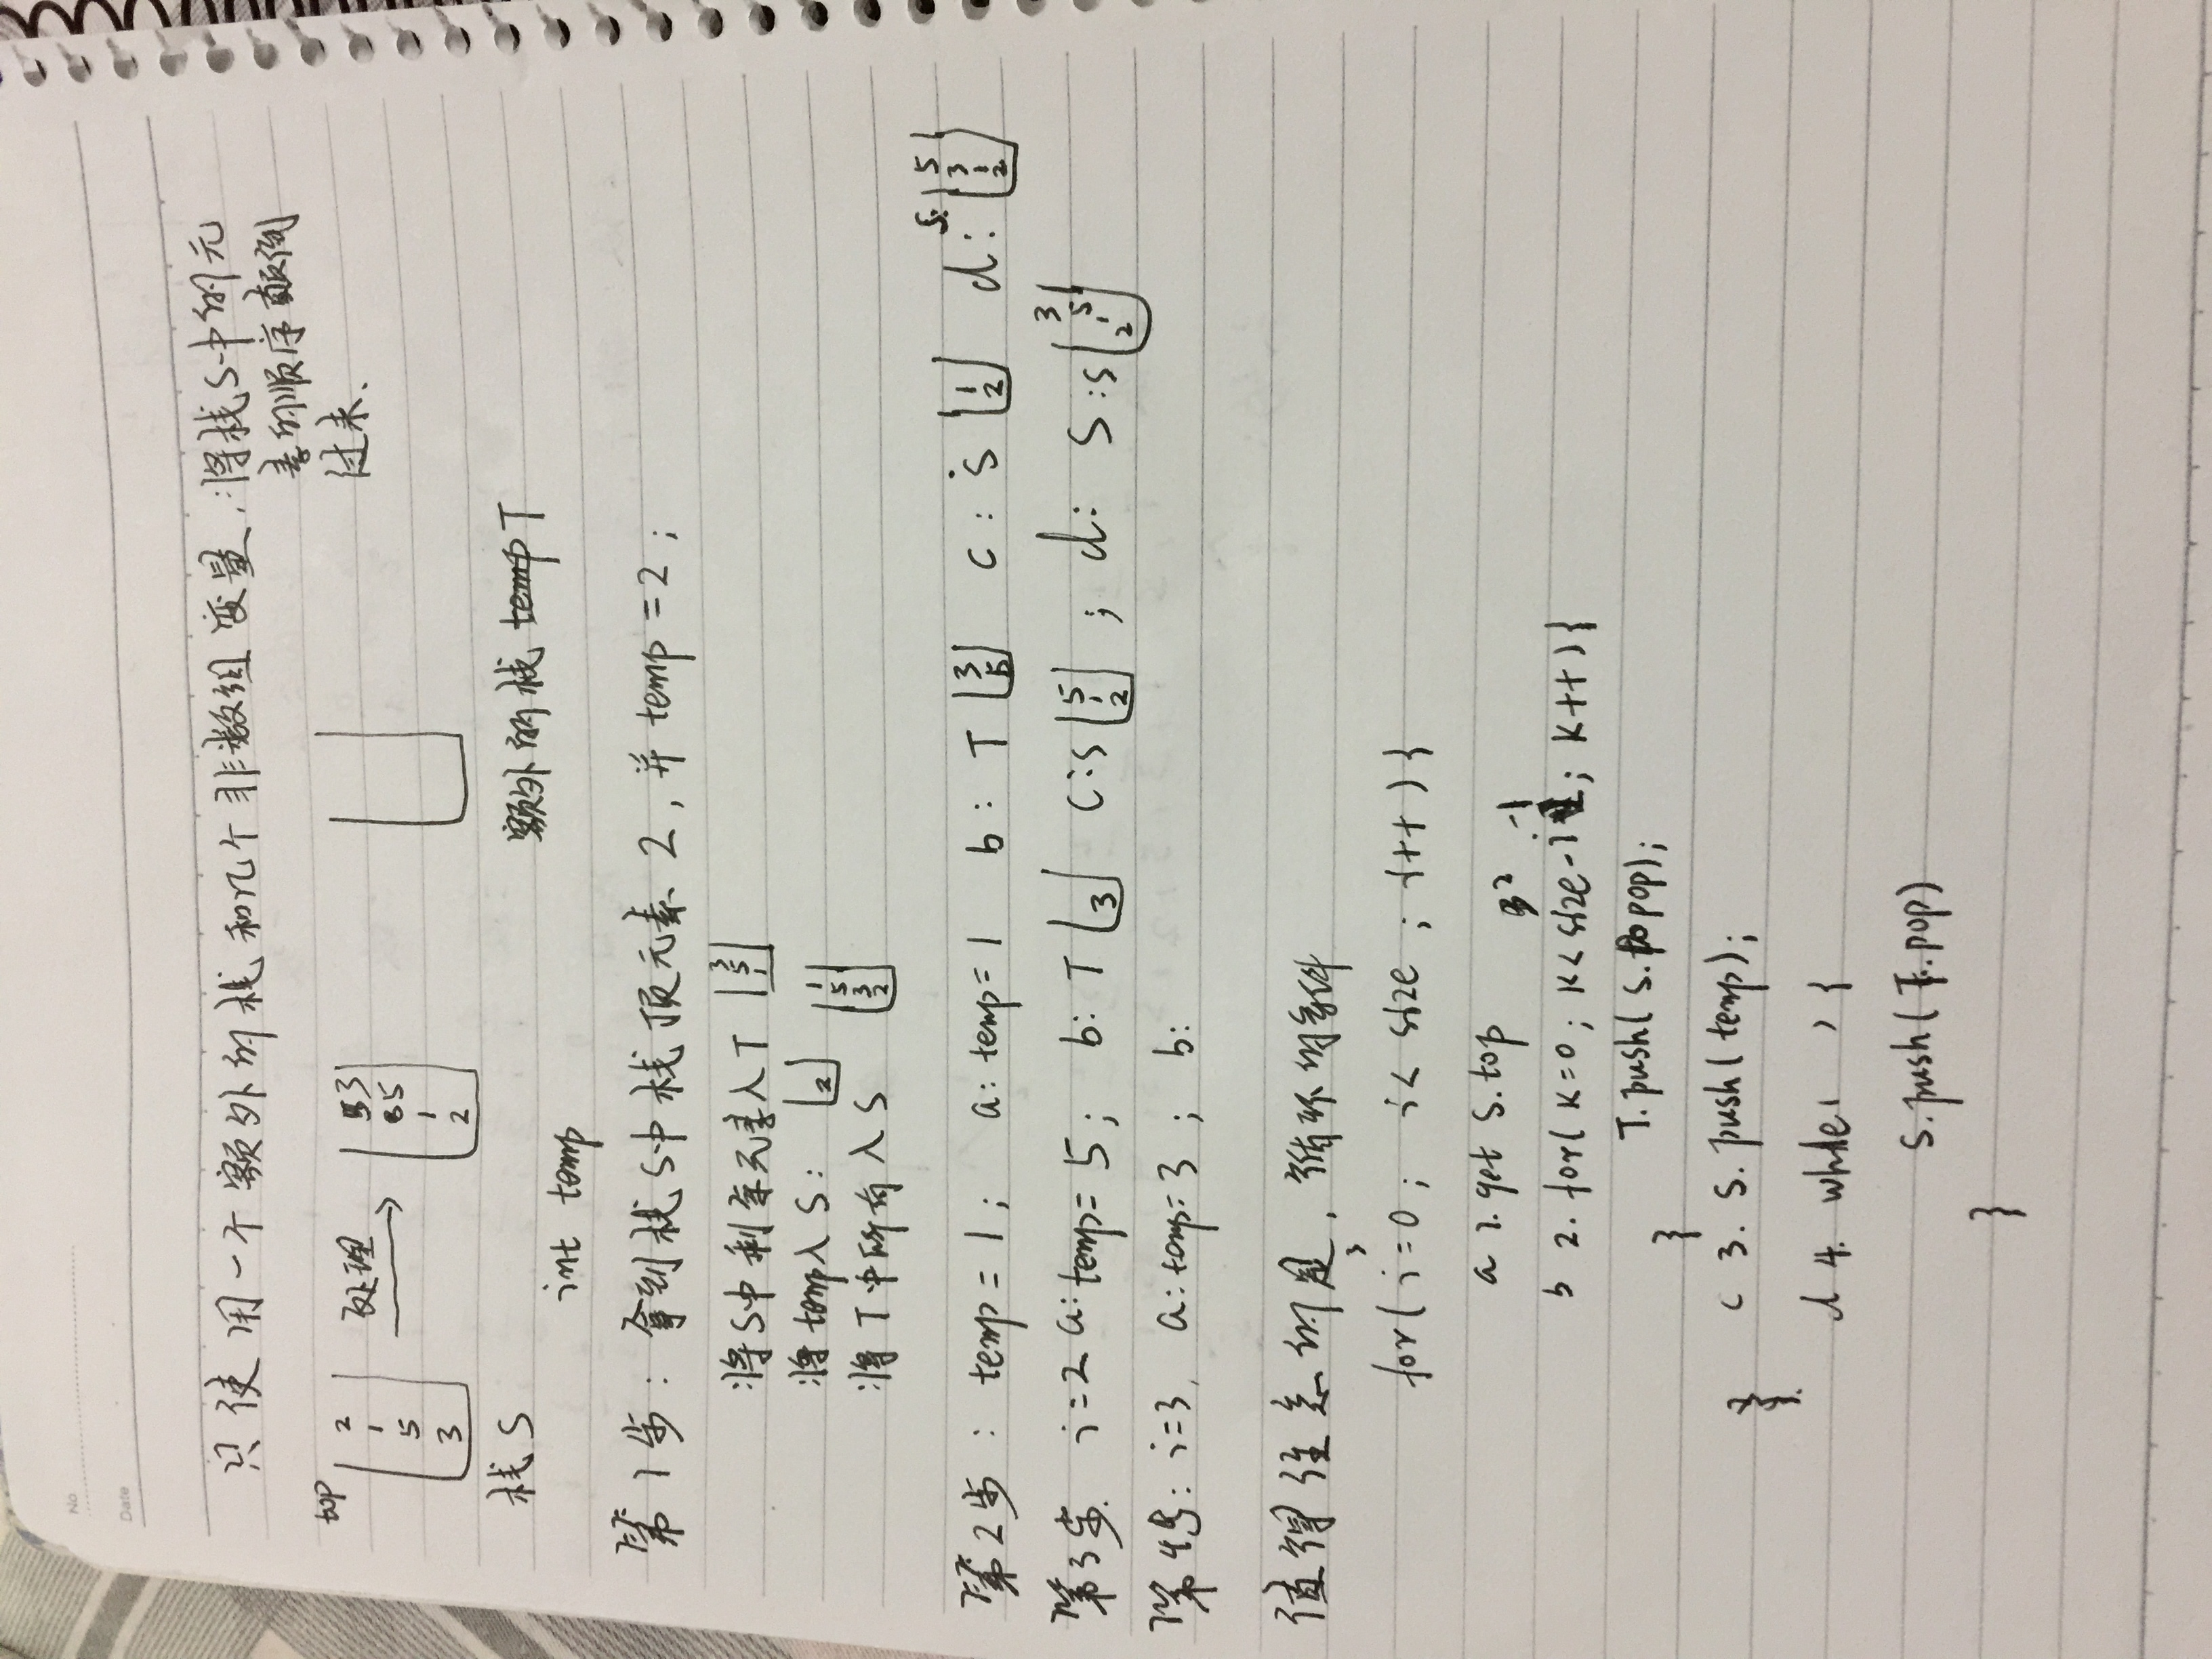 No
Date
只使用一个额外的栈和几个非数组变量,将栈S中的元
素的顺序颠倒
过来.
top
2
1
5
3
处理
3
5
1
2
栈 S
额外的栈 temp T
int temp
第1步: 拿到栈S中栈顶元素 2, 并 temp = 2;
将S中剩余元素入 T 3 5 1
将 temp入 S: 2
将 T中所有入 S 1 5 3 2
第2步: temp = 1; a: temp = 1 b: T 3 5 c: S 1 2 d: S: 5 3 1 2
第3步. i=2 a: temp= 5; b: T 3 c: S 5 1 2 ; d: S: S 3 5 1 2
第4步: i=3, a: temp= 3 ; b:
值得注意的是, 循环的条件
3
for( i=0; i< size ; i++ ) {
a 1. get S.top
3 2 -1
b 2. for( k=0; k< size-i ; k++ ) {
T. push( S. pop);
}
c 3. S. push( temp);
}
d 4. while( ) {
S.push( T.pop)
}